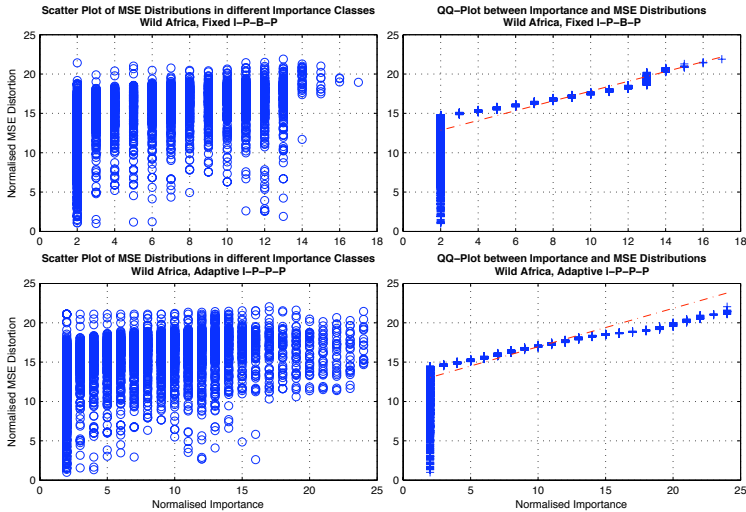 Scatter Plot of MSE Distributions in different Importance Classes
Wild Africa, Fixed I−P−B−P
25
20
15
10
5
0
Normalised MSE Distortion
0 2 4 6 8 10 12 14 16 18
QQ−Plot between Importance and MSE Distributions
Wild Africa, Fixed I−P−B−P
25
20
15
10
5
0
0 2 4 6 8 10 12 14 16 18
Scatter Plot of MSE Distributions in different Importance Classes
Wild Africa, Adaptive I−P−P−P
25
20
15
10
5
0
Normalised MSE Distortion
0 5 10 15 20 25
Normalised Importance
QQ−Plot between Importance and MSE Distributions
Wild Africa, Adaptive I−P−P−P
25
20
15
10
5
0
0 5 10 15 20 25
Normalised Importance